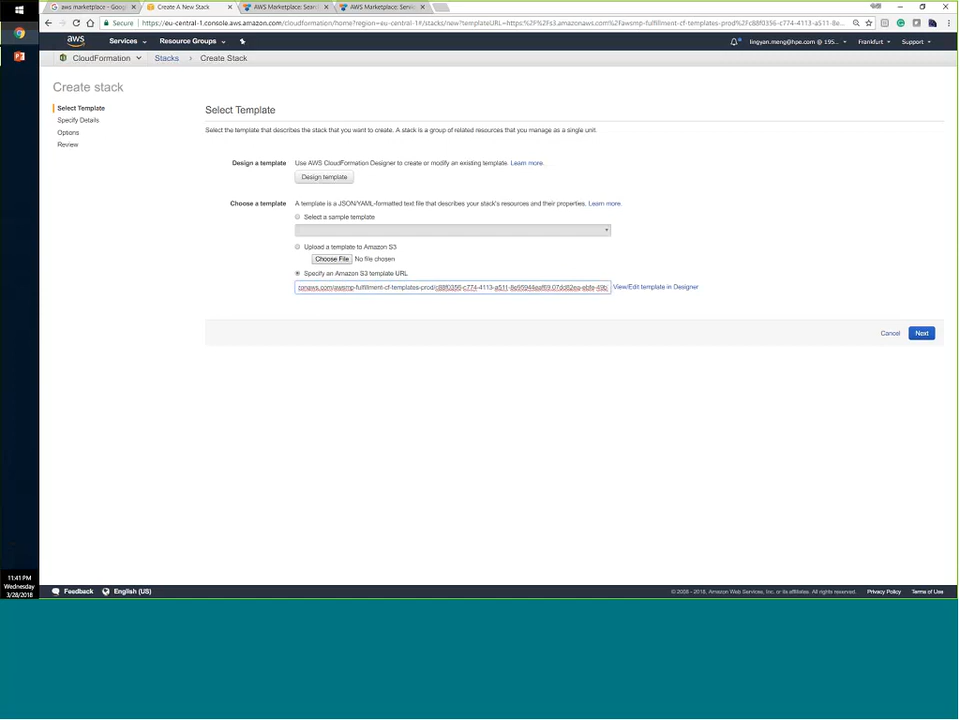 aws marketplace - Goog
Create A New Stack
AWS Marketplace: Sear
AWS Marketplace: Servic
Secure
https://eu-central-1.console.aws.amazon.com/cloudformation/home?region=eu-central-1#/stacks/new?templateURL=https:%2F%2Fs3.amazonaws.com%2Fawsmp-fulfillment-cf-templates-prod%2Fc88f0356-c774-4113-a511-8e...
aws
Services
Resource Groups
lingyan.meng@hpe.com @ 195...
Frankfurt
Support
CloudFormation
Stacks
Create Stack
Create stack
Select Template
Specify Details
Options
Review
Select Template
Select the template that describes the stack that you want to create. A stack is a group of related resources that you manage as a single unit.
Design a template
Use AWS CloudFormation Designer to create or modify an existing template. Learn more.
Design template
Choose a template
A template is a JSON/YAML-formatted text file that describes your stack's resources and their properties. Learn more.
Select a sample template
Upload a template to Amazon S3
Choose File
No file chosen
Specify an Amazon S3 template URL
View/Edit template in Designer
Cancel
Next
11:41 PM
Wednesday
3/28/2018
Feedback
English (US)
© 2008 - 2018, Amazon Web Services, Inc. or its affiliates. All rights reserved.
Privacy Policy
Terms of Use